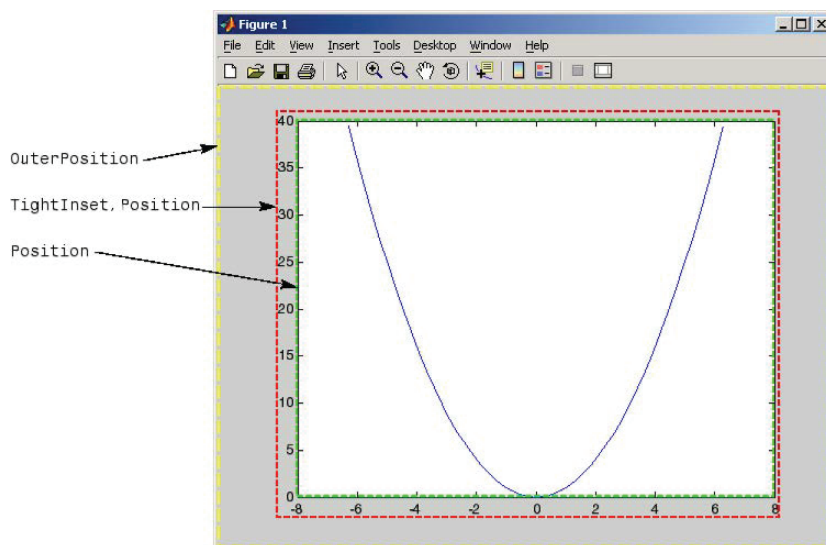 Figure 1
File Edit View Insert Tools Desktop Window Help
OuterPosition
TightInset, Position
Position
40
35
30
25
20
15
10
5
0
-8 -6 -4 -2 0 2 4 6 8